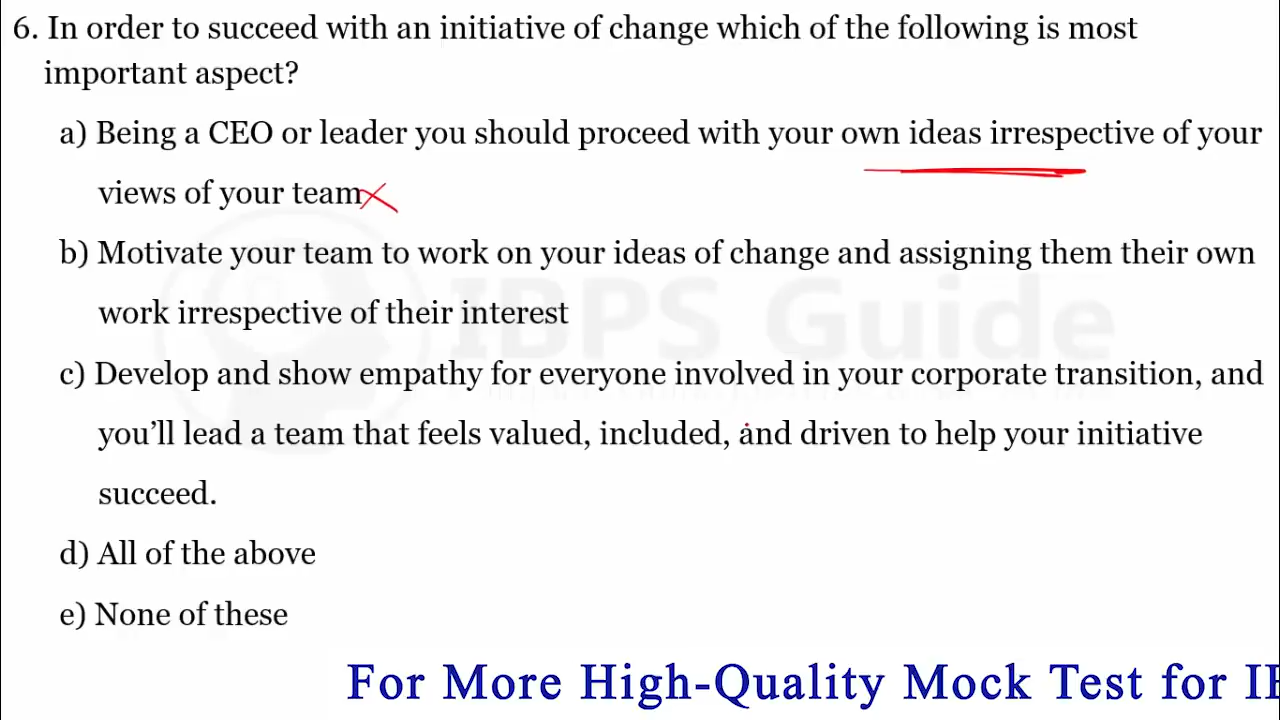 6. In order to succeed with an initiative of change which of the following is most
important aspect?
a) Being a CEO or leader you should proceed with your own ideas irrespective of your
views of your team
b) Motivate your team to work on your ideas of change and assigning them their own
work irrespective of their interest
IBPS Guide
c) Develop and show empathy for everyone involved in your corporate transition, and
you’ll lead a team that feels valued, included, and driven to help your initiative
succeed.
d) All of the above
e) None of these
For More High-Quality Mock Test for